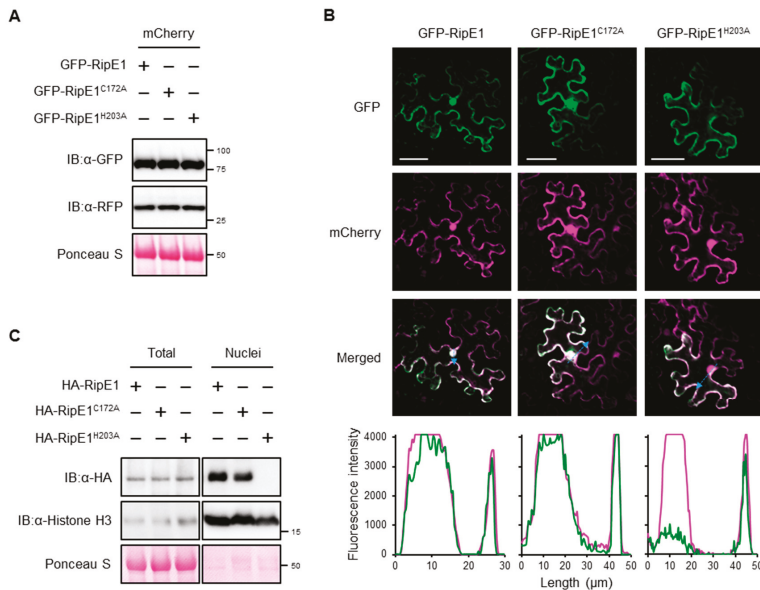 A
mCherry
GFP-RipE1 + − −
GFP-RipE1C172A − + −
GFP-RipE1H203A − − +
IB:α-GFP
100
75
IB:α-RFP
25
Ponceau S
50
B
GFP-RipE1 GFP-RipE1C172A GFP-RipE1H203A
GFP
mCherry
Merged
Fluorescence intensity
4000
3000
2000
1000
0
0 10 20 30 0 10 20 30 40 50 0 10 20 30 40 50
Length (μm)
C
Total Nuclei
HA-RipE1 + − − + − −
HA-RipE1C172A − + − − + −
HA-RipE1H203A − − + − − +
IB:α-HA
IB:α-Histone H3
15
Ponceau S
50